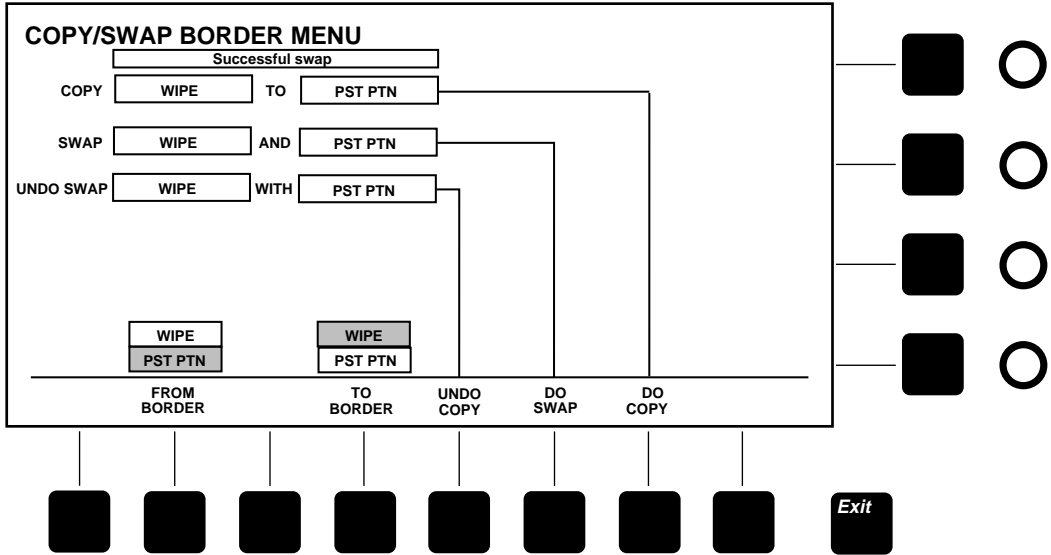 COPY/SWAP BORDER MENU
Successful swap
COPY WIPE TO PST PTN
SWAP WIPE AND PST PTN
UNDO SWAP WIPE WITH PST PTN
WIPE WIPE
PST PTN PST PTN
FROM TO UNDO DO DO
BORDER BORDER COPY SWAP COPY
Exit